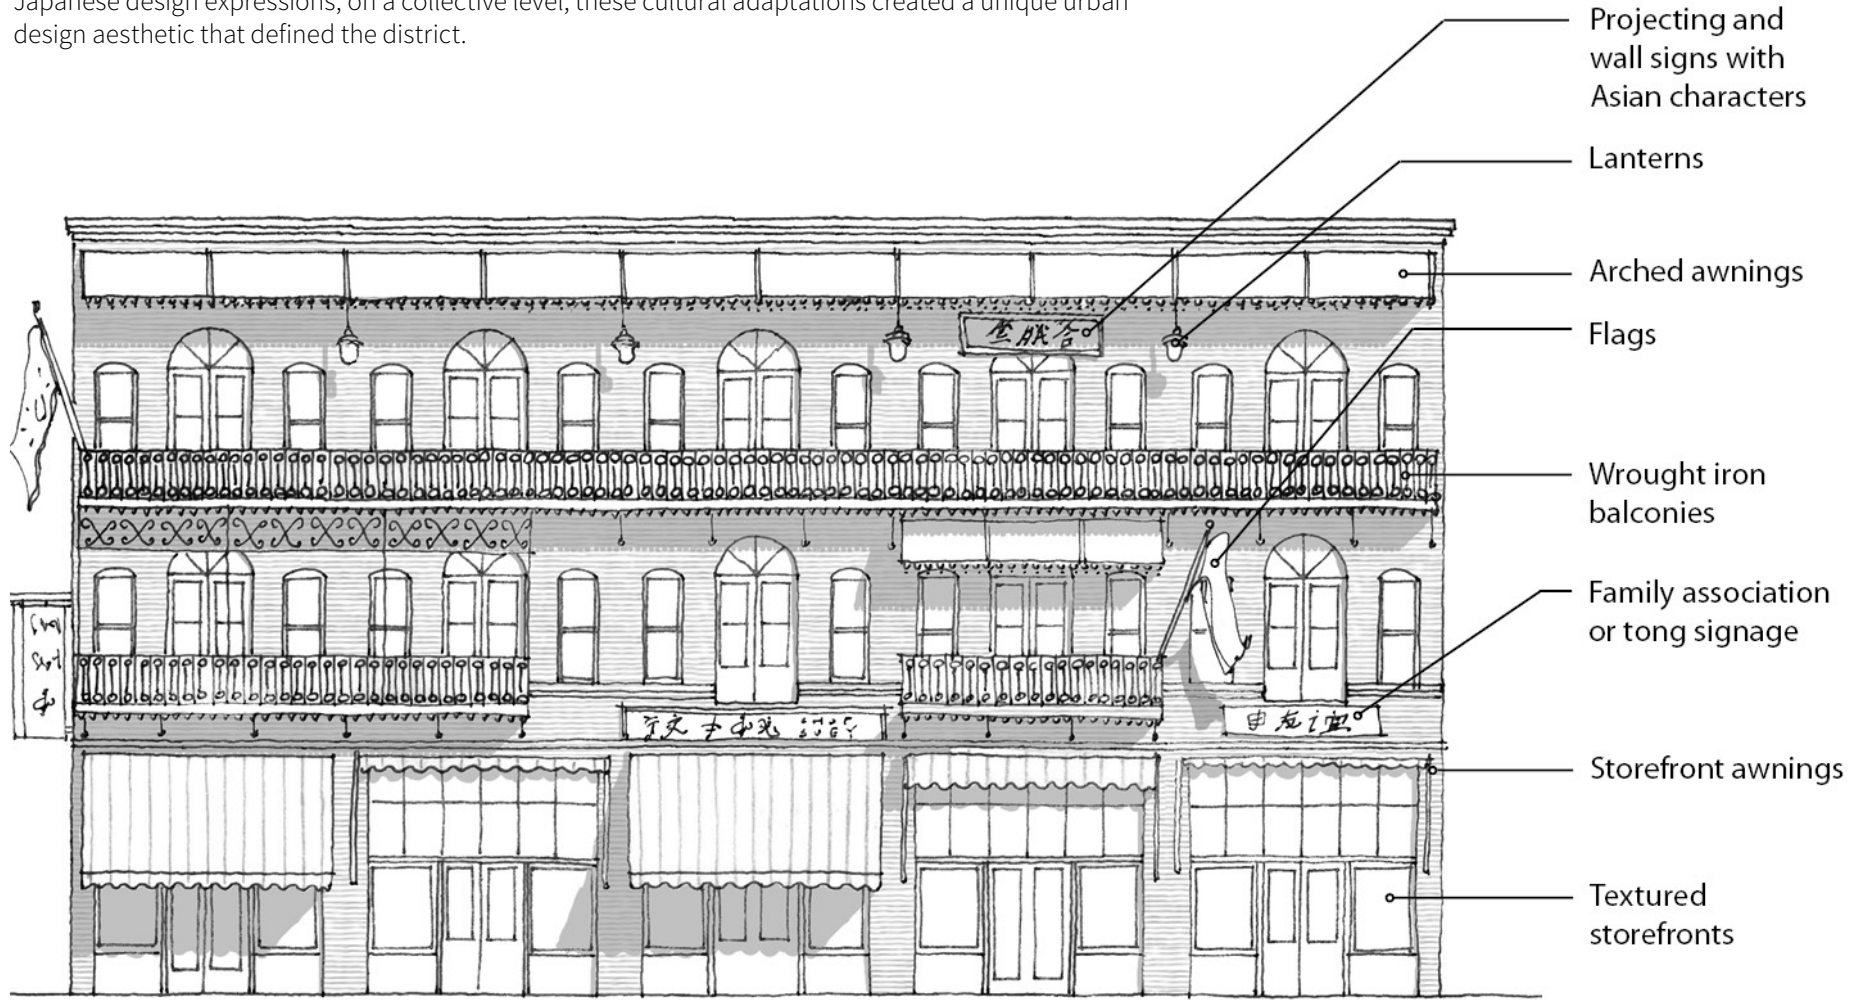 Japanese design expressions, on a collective level, these cultural adaptations created a unique urban
design aesthetic that defined the district.
Projecting and
wall signs with
Asian characters
Lanterns
Arched awnings
Flags
Wrought iron
balconies
Family association
or tong signage
Storefront awnings
Textured
storefronts
CHOP
SUEY